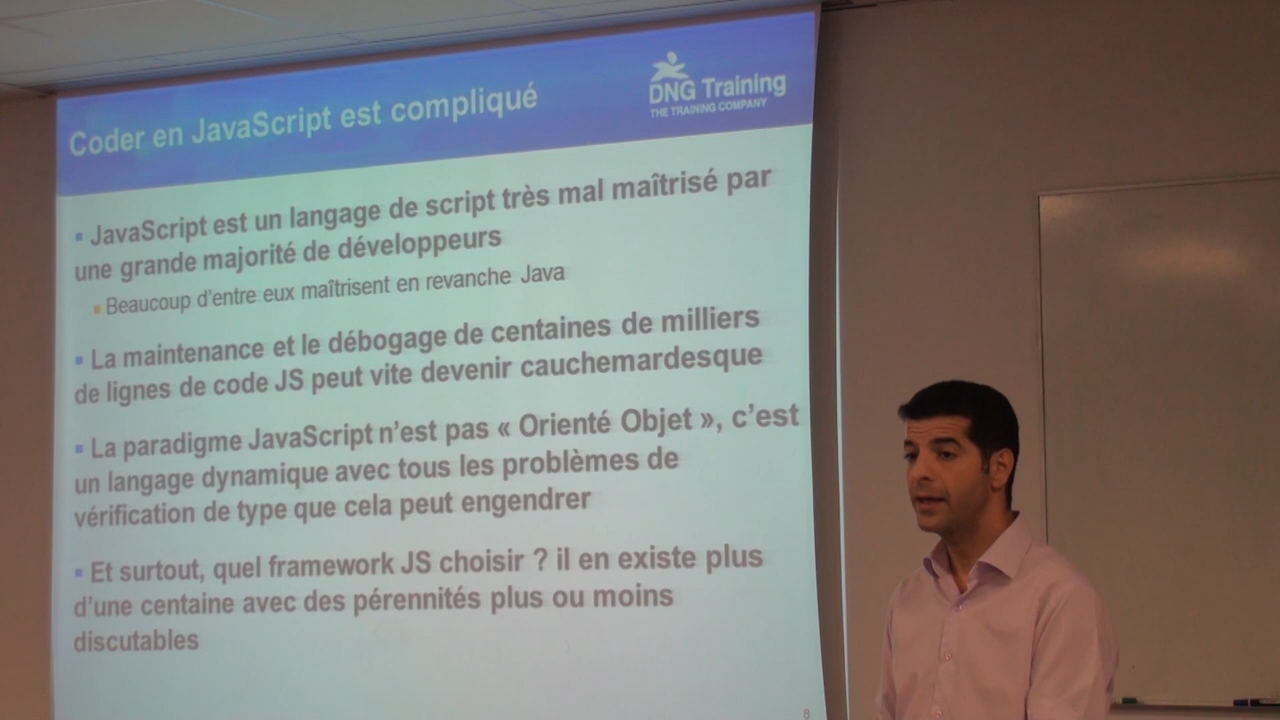 Coder en JavaScript est compliqué
DNG Training
THE TRAINING COMPANY
▪ JavaScript est un langage de script très mal maîtrisé par
une grande majorité de développeurs
▪ Beaucoup d'entre eux maîtrisent en revanche Java
▪ La maintenance et le débogage de centaines de milliers
de lignes de code JS peut vite devenir cauchemardesque
▪ La paradigme JavaScript n'est pas « Orienté Objet », c'est
un langage dynamique avec tous les problèmes de
vérification de type que cela peut engendrer
▪ Et surtout, quel framework JS choisir ? il en existe plus
d'une centaine avec des pérennités plus ou moins
discutables